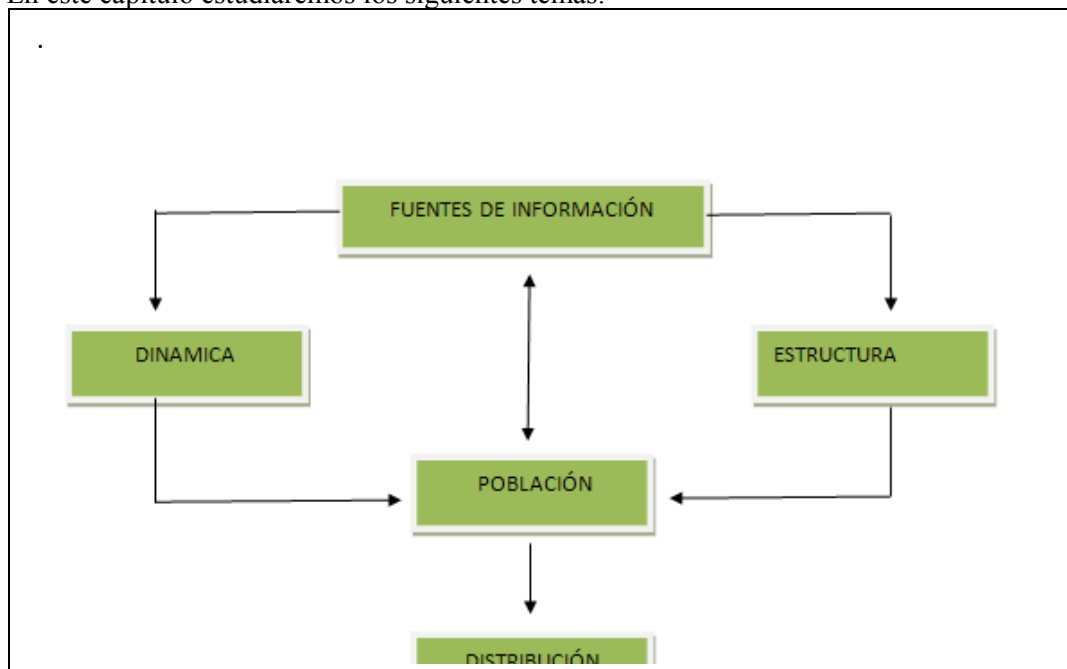 En este capítulo estudiaremos los siguientes temas:
.
FUENTES DE INFORMACIÓN
DINAMICA
ESTRUCTURA
POBLACIÓN
DISTRIBUCIÓN